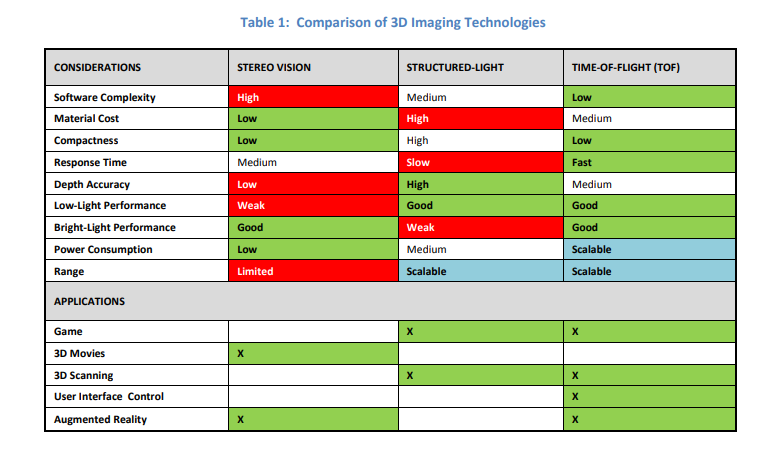 Table 1:  Comparison of 3D Imaging Technologies
CONSIDERATIONS STEREO VISION STRUCTURED-LIGHT TIME-OF-FLIGHT (TOF)
Software Complexity High Medium Low
Material Cost Low High Medium
Compactness Low High Low
Response Time Medium Slow Fast
Depth Accuracy Low High Medium
Low-Light Performance Weak Good Good
Bright-Light Performance Good Weak Good
Power Consumption Low Medium Scalable
Range Limited Scalable Scalable
APPLICATIONS
Game X X
3D Movies X
3D Scanning X X
User Interface  Control X
Augmented Reality X X